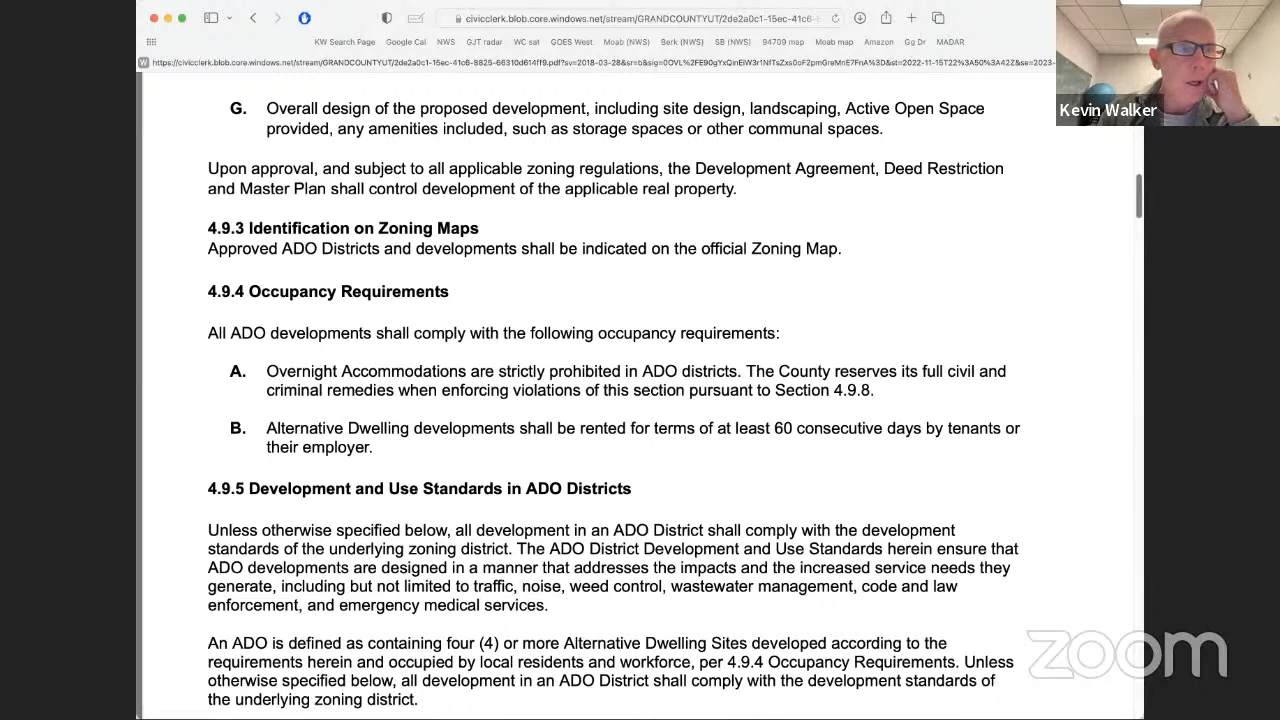 civicclerk.blob.core.windows.net/stream/GRANDCOUNTYUT/2de2a0c1-15ec-41c6-
KW Search Page Google Cal NWS GJT radar WC sat GOES West Moab (NWS) Berk (NWS) SB (NWS) 94709 map Moab map Amazon Gg Dr MADAR
Kevin Walker
G. Overall design of the proposed development, including site design, landscaping, Active Open Space
provided, any amenities included, such as storage spaces or other communal spaces.
Upon approval, and subject to all applicable zoning regulations, the Development Agreement, Deed Restriction
and Master Plan shall control development of the applicable real property.
4.9.3 Identification on Zoning Maps
Approved ADO Districts and developments shall be indicated on the official Zoning Map.
4.9.4 Occupancy Requirements
All ADO developments shall comply with the following occupancy requirements:
A. Overnight Accommodations are strictly prohibited in ADO districts. The County reserves its full civil and
criminal remedies when enforcing violations of this section pursuant to Section 4.9.8.
B. Alternative Dwelling developments shall be rented for terms of at least 60 consecutive days by tenants or
their employer.
4.9.5 Development and Use Standards in ADO Districts
Unless otherwise specified below, all development in an ADO District shall comply with the development
standards of the underlying zoning district. The ADO District Development and Use Standards herein ensure that
ADO developments are designed in a manner that addresses the impacts and the increased service needs they
generate, including but not limited to traffic, noise, weed control, wastewater management, code and law
enforcement, and emergency medical services.
An ADO is defined as containing four (4) or more Alternative Dwelling Sites developed according to the
requirements herein and occupied by local residents and workforce, per 4.9.4 Occupancy Requirements. Unless
otherwise specified below, all development in an ADO District shall comply with the development standards of
the underlying zoning district.
zoom